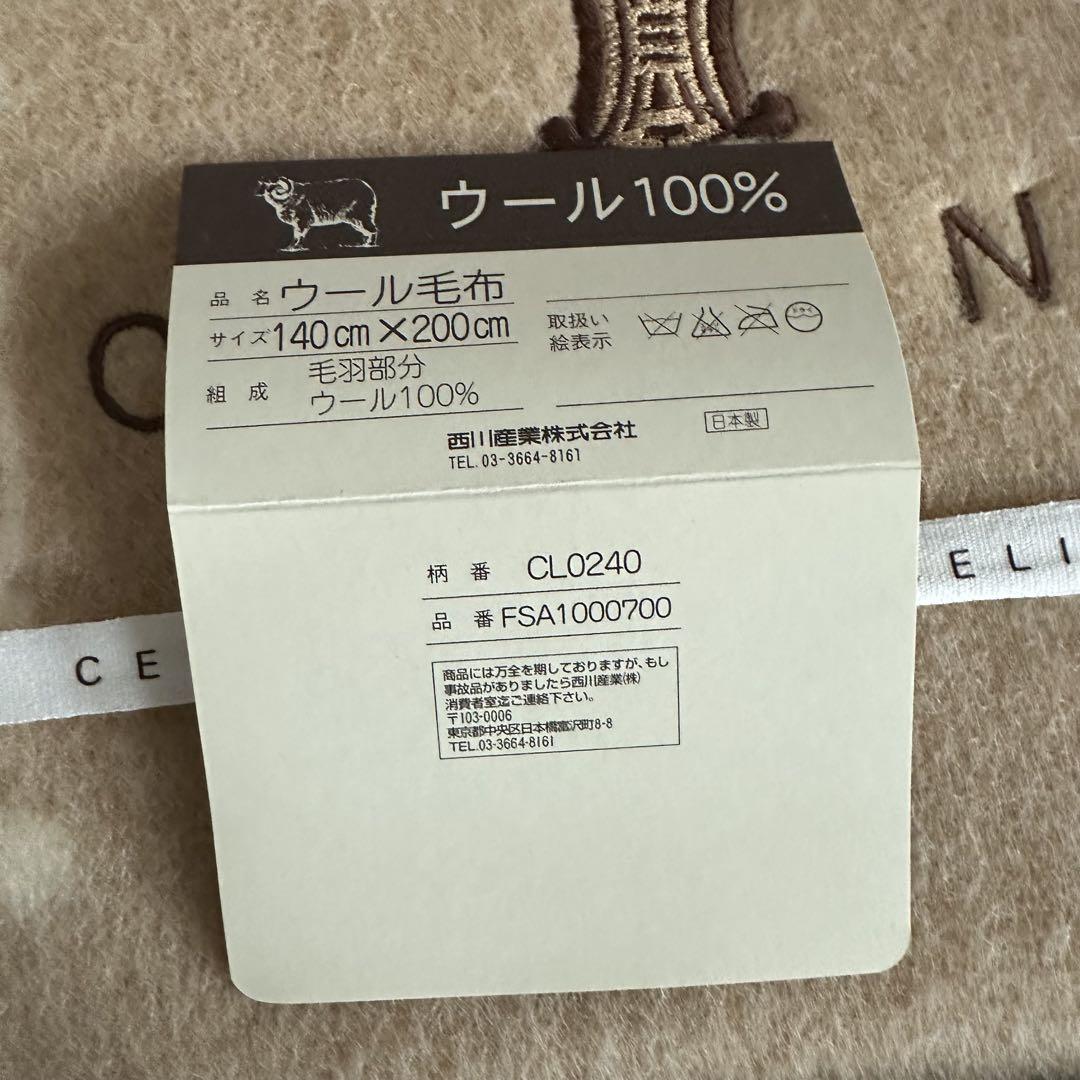 ウール100%
品名 ウール毛布
サイズ 140cm×200cm
組成 毛羽部分
ウール100%
取扱い
絵表示
西川産業株式会社
日本製
TEL.03-3664-8161
N
CE
ELI
柄番 CL0240
品番 FSA1000700
商品には万全を期しておりますが、もし
事故品がありましたら西川産業(株)
消費者室迄ご連絡下さい。
〒103-0006
東京都中央区日本橋富沢町8-8
TEL.03-3664-8161